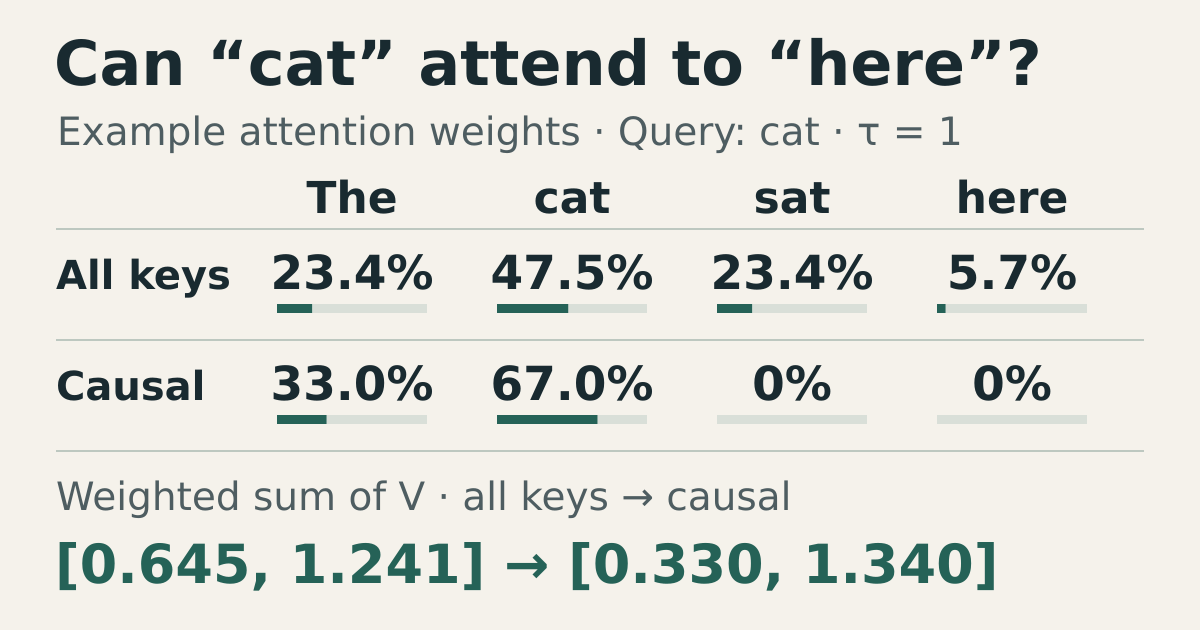 Can “cat” attend to “here”?
Example attention weights · Query: cat · τ = 1
The cat sat here
All keys 23.4% 47.5% 23.4% 5.7%
Causal 33.0% 67.0% 0% 0%
Weighted sum of V · all keys → causal
[0.645, 1.241] → [0.330, 1.340]